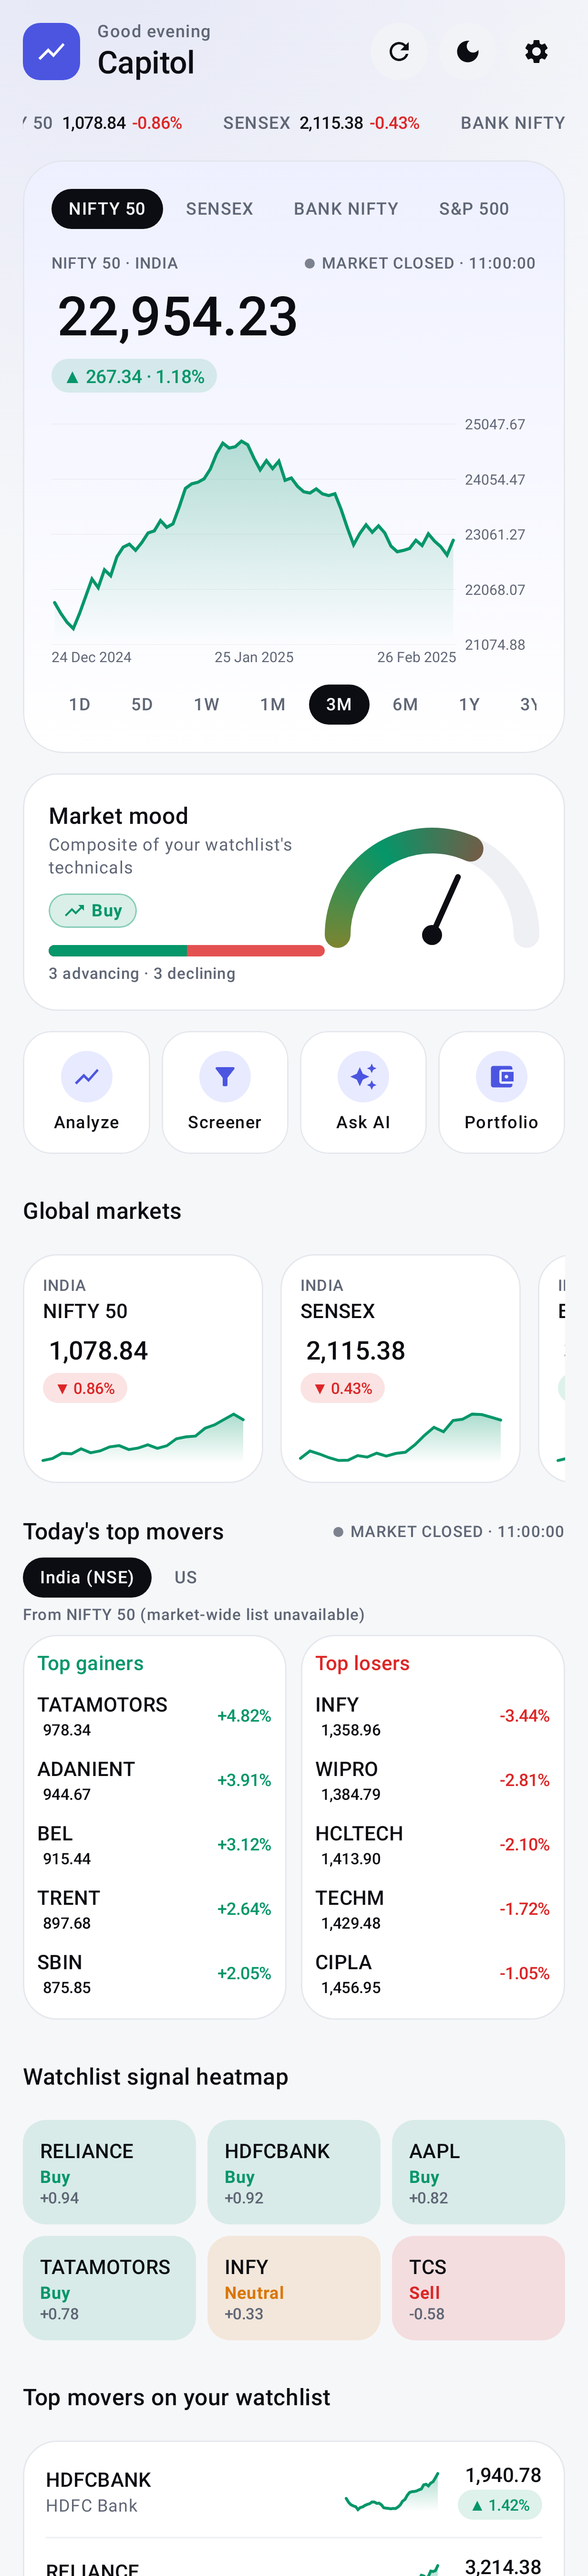 Good evening
Capitol
50 1,078.84 -0.86% SENSEX 2,115.38 -0.43% BANK NIFTY
NIFTY 50 SENSEX BANK NIFTY S&P 500
NIFTY 50 · INDIA ● MARKET CLOSED · 11:00:00
22,954.23
▲ 267.34 · 1.18%
25047.67
24054.47
23061.27
22068.07
21074.88
24 Dec 2024 25 Jan 2025 26 Feb 2025
1D 5D 1W 1M 3M 6M 1Y 3Y
Market mood
Composite of your watchlist's
technicals
Buy
3 advancing · 3 declining
Analyze Screener Ask AI Portfolio
Global markets
INDIA INDIA
NIFTY 50 SENSEX
1,078.84 2,115.38
▼ 0.86% ▼ 0.43%
Today's top movers ● MARKET CLOSED · 11:00:00
India (NSE) US
From NIFTY 50 (market-wide list unavailable)
Top gainers
TATAMOTORS +4.82%
978.34
ADANIENT +3.91%
944.67
BEL +3.12%
915.44
TRENT +2.64%
897.68
SBIN +2.05%
875.85
Top losers
INFY -3.44%
1,358.96
WIPRO -2.81%
1,384.79
HCLTECH -2.10%
1,413.90
TECHM -1.72%
1,429.48
CIPLA -1.05%
1,456.95
Watchlist signal heatmap
RELIANCE HDFCBANK AAPL
Buy Buy Buy
+0.94 +0.92 +0.82
TATAMOTORS INFY TCS
Buy Neutral Sell
+0.78 +0.33 -0.58
Top movers on your watchlist
HDFCBANK 1,940.78
HDFC Bank ▲ 1.42%
RELIANCE 3,214.38